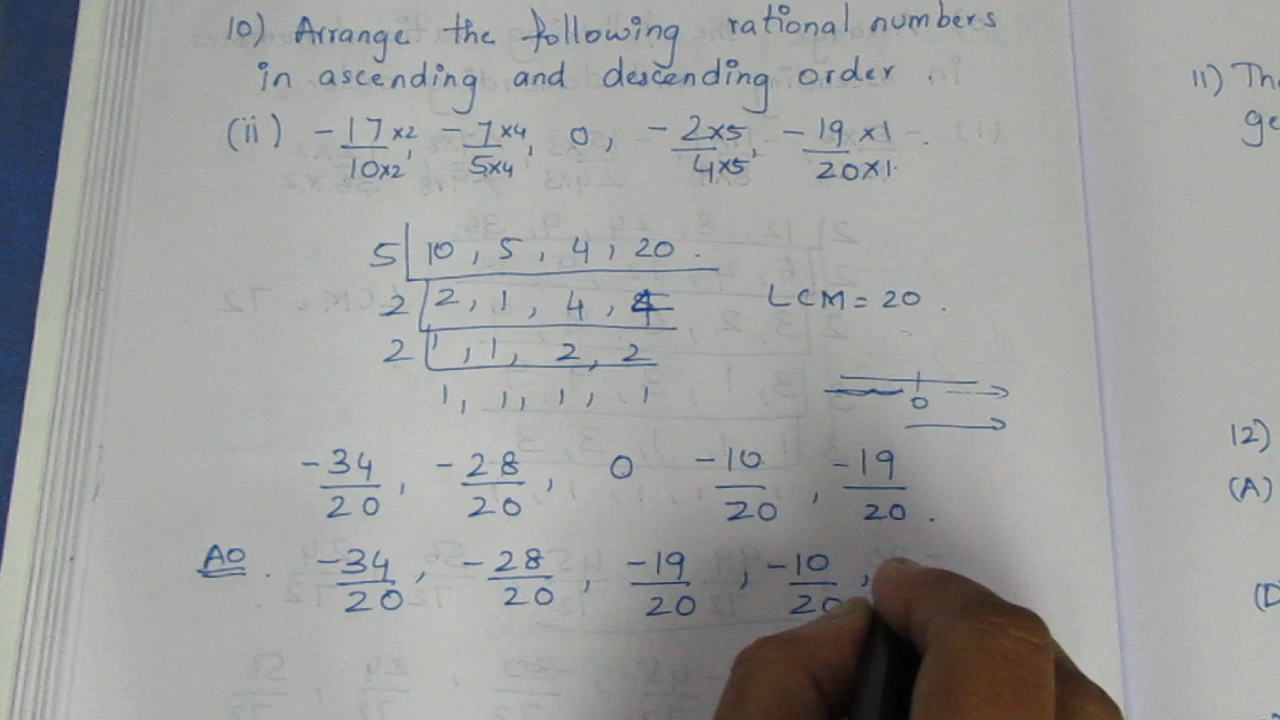 10) Arrange the following rational numbers
in ascending and descending order.
(ii) -17×2/10×2, -7×4/5×4, 0, -2×5/4×5, -19×1/20×1.
5 | 10, 5, 4, 20.
2 | 2, 1, 4, 4 LCM = 20.
2 | 1, 1, 2, 2
1, 1, 1, 1
0
-34/20, -28/20, 0 -10/20, -19/20.
AO. -34/20, -28/20, -19/20, -10/20,
11) Th
ge
12)
(A)
(D